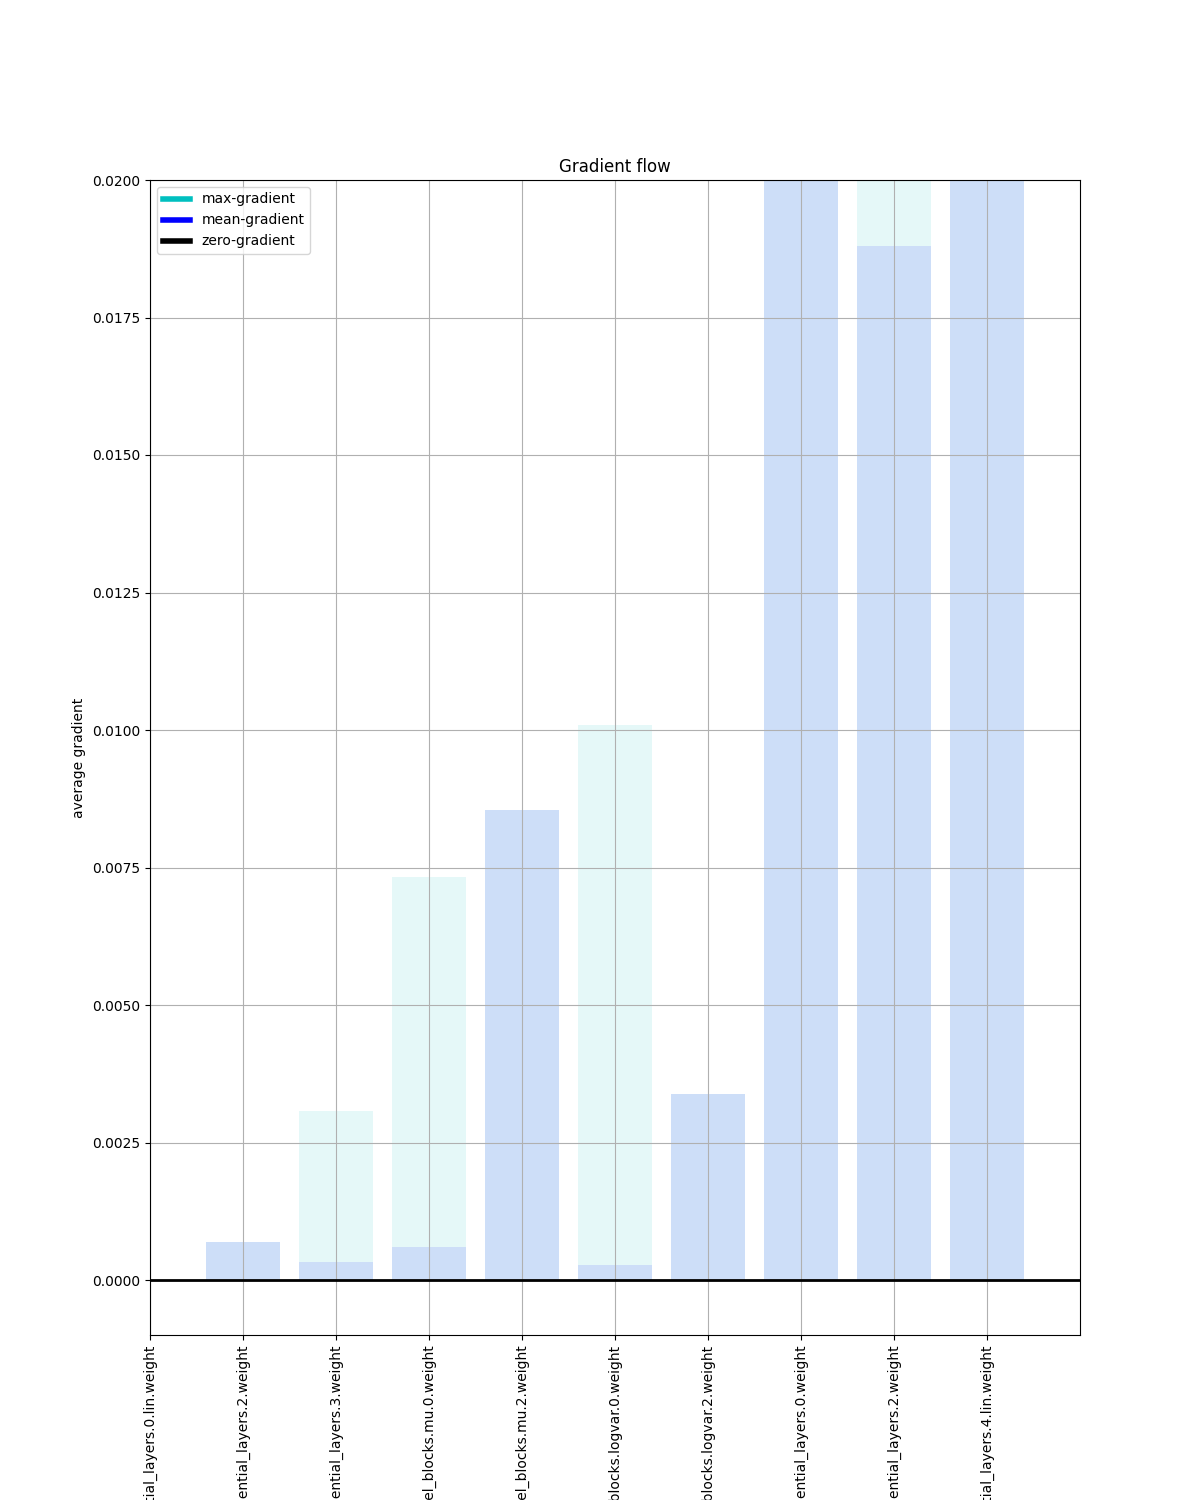 Gradient flow
max-gradient
mean-gradient
zero-gradient
0.0200
0.0175
0.0150
0.0125
0.0100
0.0075
0.0050
0.0025
0.0000
average gradient
tial_layers.0.lin.weight
ential_layers.2.weight
ential_layers.3.weight
el_blocks.mu.0.weight
el_blocks.mu.2.weight
blocks.logvar.0.weight
blocks.logvar.2.weight
ential_layers.0.weight
ential_layers.2.weight
tial_layers.4.lin.weight